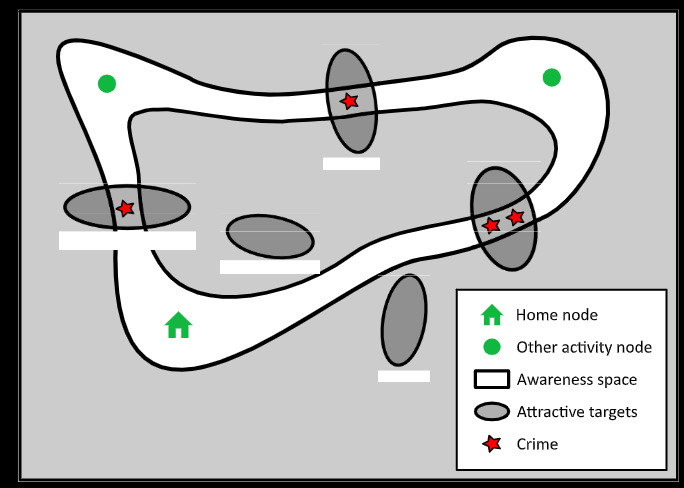 Home node
Other activity node
Awareness space
Attractive targets
Crime